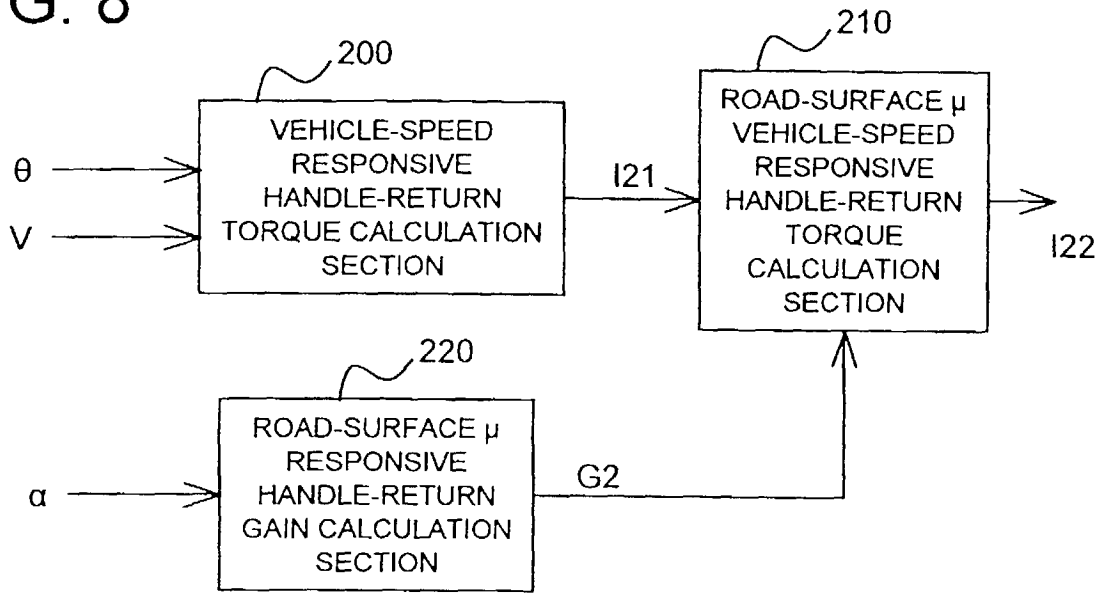 G. 8
200
VEHICLE-SPEED
RESPONSIVE
HANDLE-RETURN
TORQUE CALCULATION
SECTION
θ
V
I21
210
ROAD-SURFACE μ
VEHICLE-SPEED
RESPONSIVE
HANDLE-RETURN
TORQUE
CALCULATION
SECTION
I22
220
ROAD-SURFACE μ
RESPONSIVE
HANDLE-RETURN
GAIN CALCULATION
SECTION
α
G2